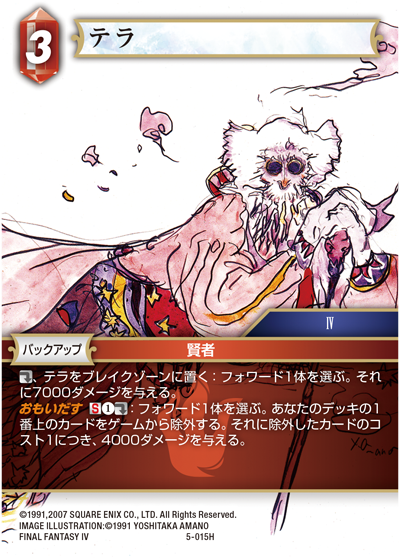 3
テラ
IV
バックアップ
賢者
、テラをブレイクゾーンに置く：フォワード1体を選ぶ。それ
に7000ダメージを与える。
おもいだす S1：フォワード1体を選ぶ。あなたのデッキの1
番上のカードをゲームから除外する。それに除外したカードのコ
スト1につき、4000ダメージを与える。
©1991,2007 SQUARE ENIX CO., LTD. All Rights Reserved.
IMAGE ILLUSTRATION:©1991 YOSHITAKA AMANO
FINAL FANTASY IV 5-015H